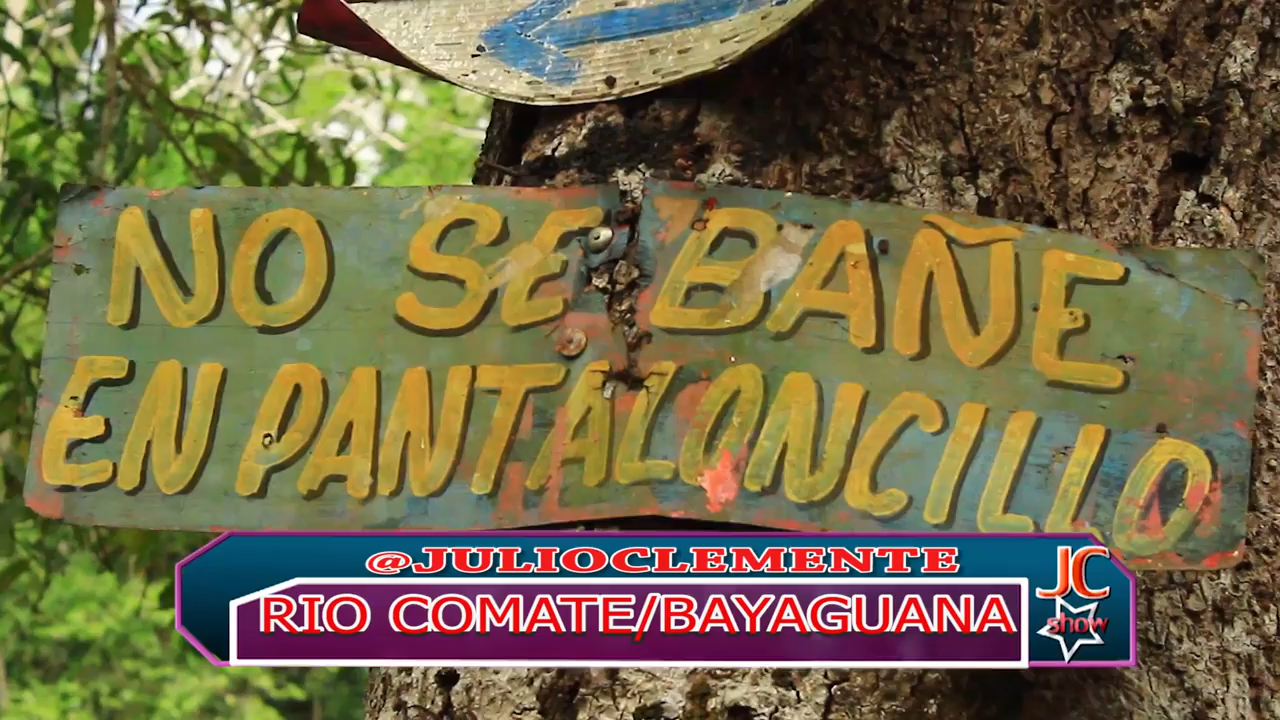 NO SE BAÑE
EN PANTALONCILLO
@JULIOCLEMENTE
RIO COMATE/BAYAGUANA
JC
show